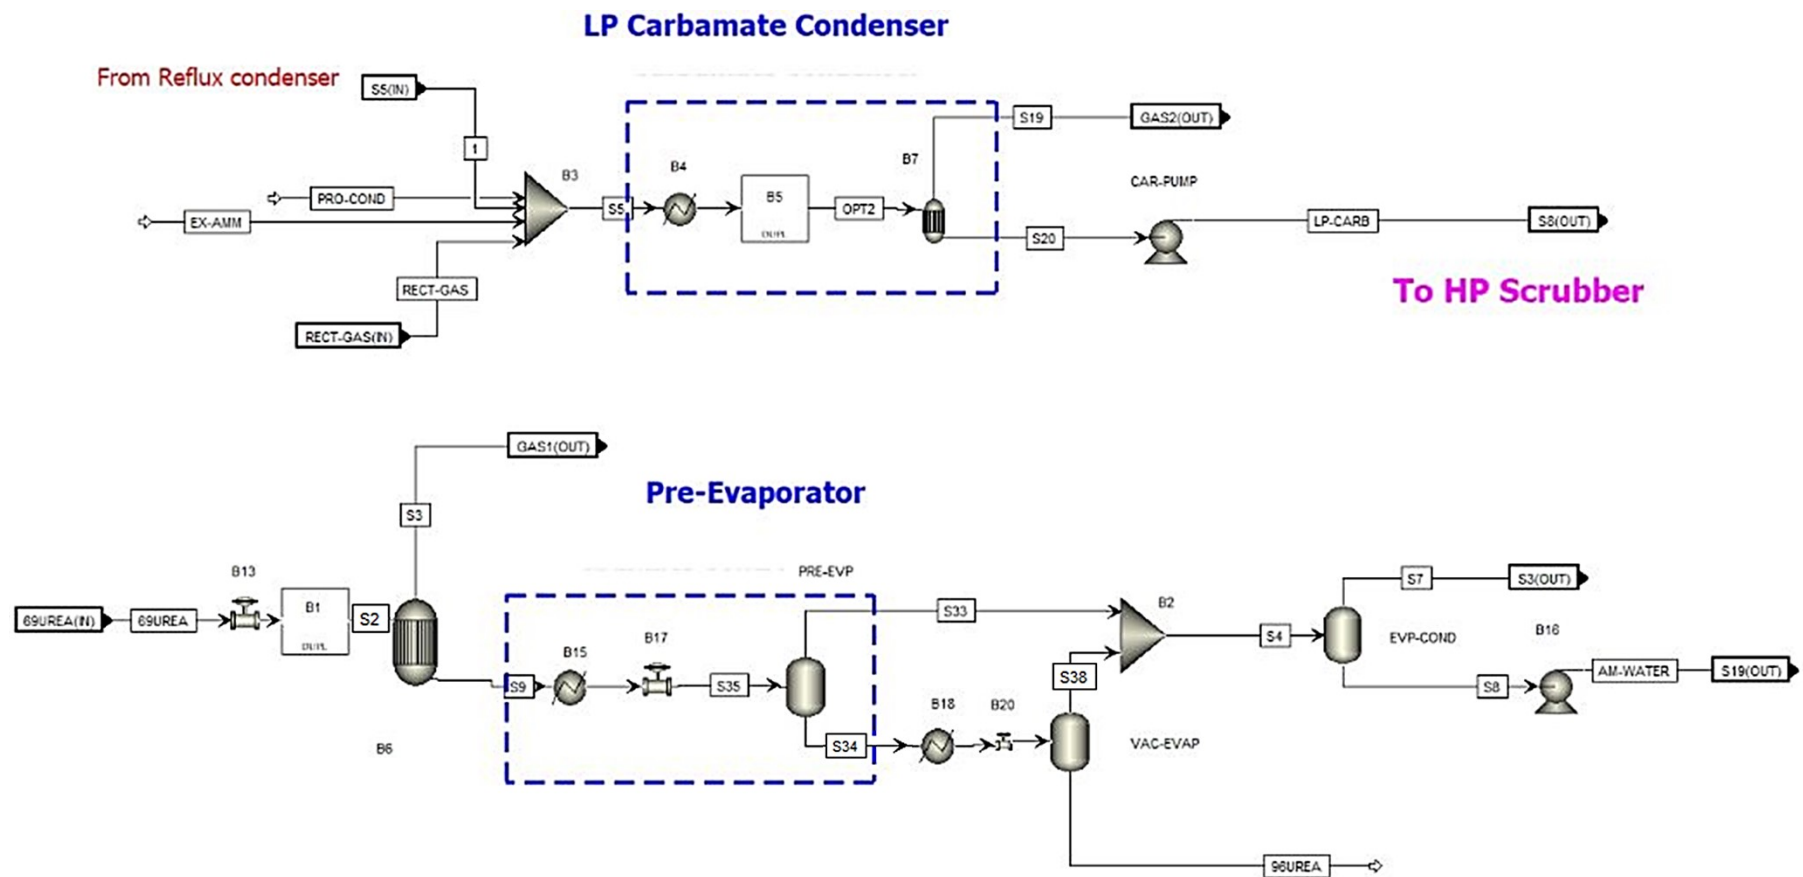 LP Carbamate Condenser
From Reflux condenser
S5(IN)
1
PRO-COND
EX-AMM
RECT-GAS
RECT-GAS(IN)
B3
S5
B4
B5
DUPL
OPT2
B7
S19
GAS2(OUT)
S20
CAR-PUMP
LP-CARB
S8(OUT)
To HP Scrubber
GAS1(OUT)
S3
Pre-Evaporator
69UREA(IN)
69UREA
B13
B1
DUPL
S2
B6
S9
B15
B17
S35
PRE-EVP
S33
S34
B18
B20
S38
VAC-EVAP
96UREA
B2
S4
EVP-COND
S7
S3(OUT)
S8
B16
AM-WATER
S19(OUT)